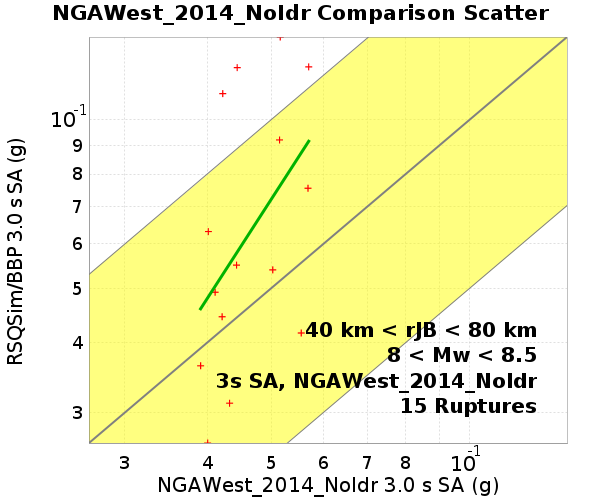 NGAWest_2014_NoIdr Comparison Scatter
RSQSim/BBP 3.0 s SA (g)
10^-1
9
8
7
6
5
4
3
40 km < rJB < 80 km
8 < Mw < 8.5
3s SA, NGAWest_2014_NoIdr
15 Ruptures
3 4 5 6 7 8 10^-1
NGAWest_2014_NoIdr 3.0 s SA (g)